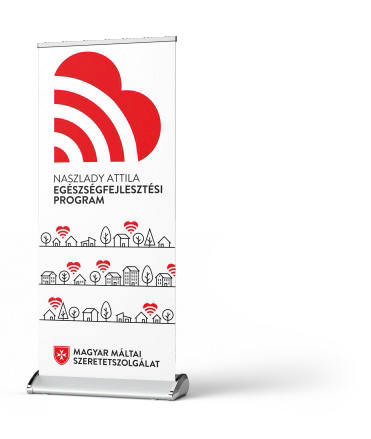 NASZLADY ATTILA
EGÉSZSÉGFEJLESZTÉSI
PROGRAM
MAGYAR MÁLTAI
SZERETETSZOLGÁLAT